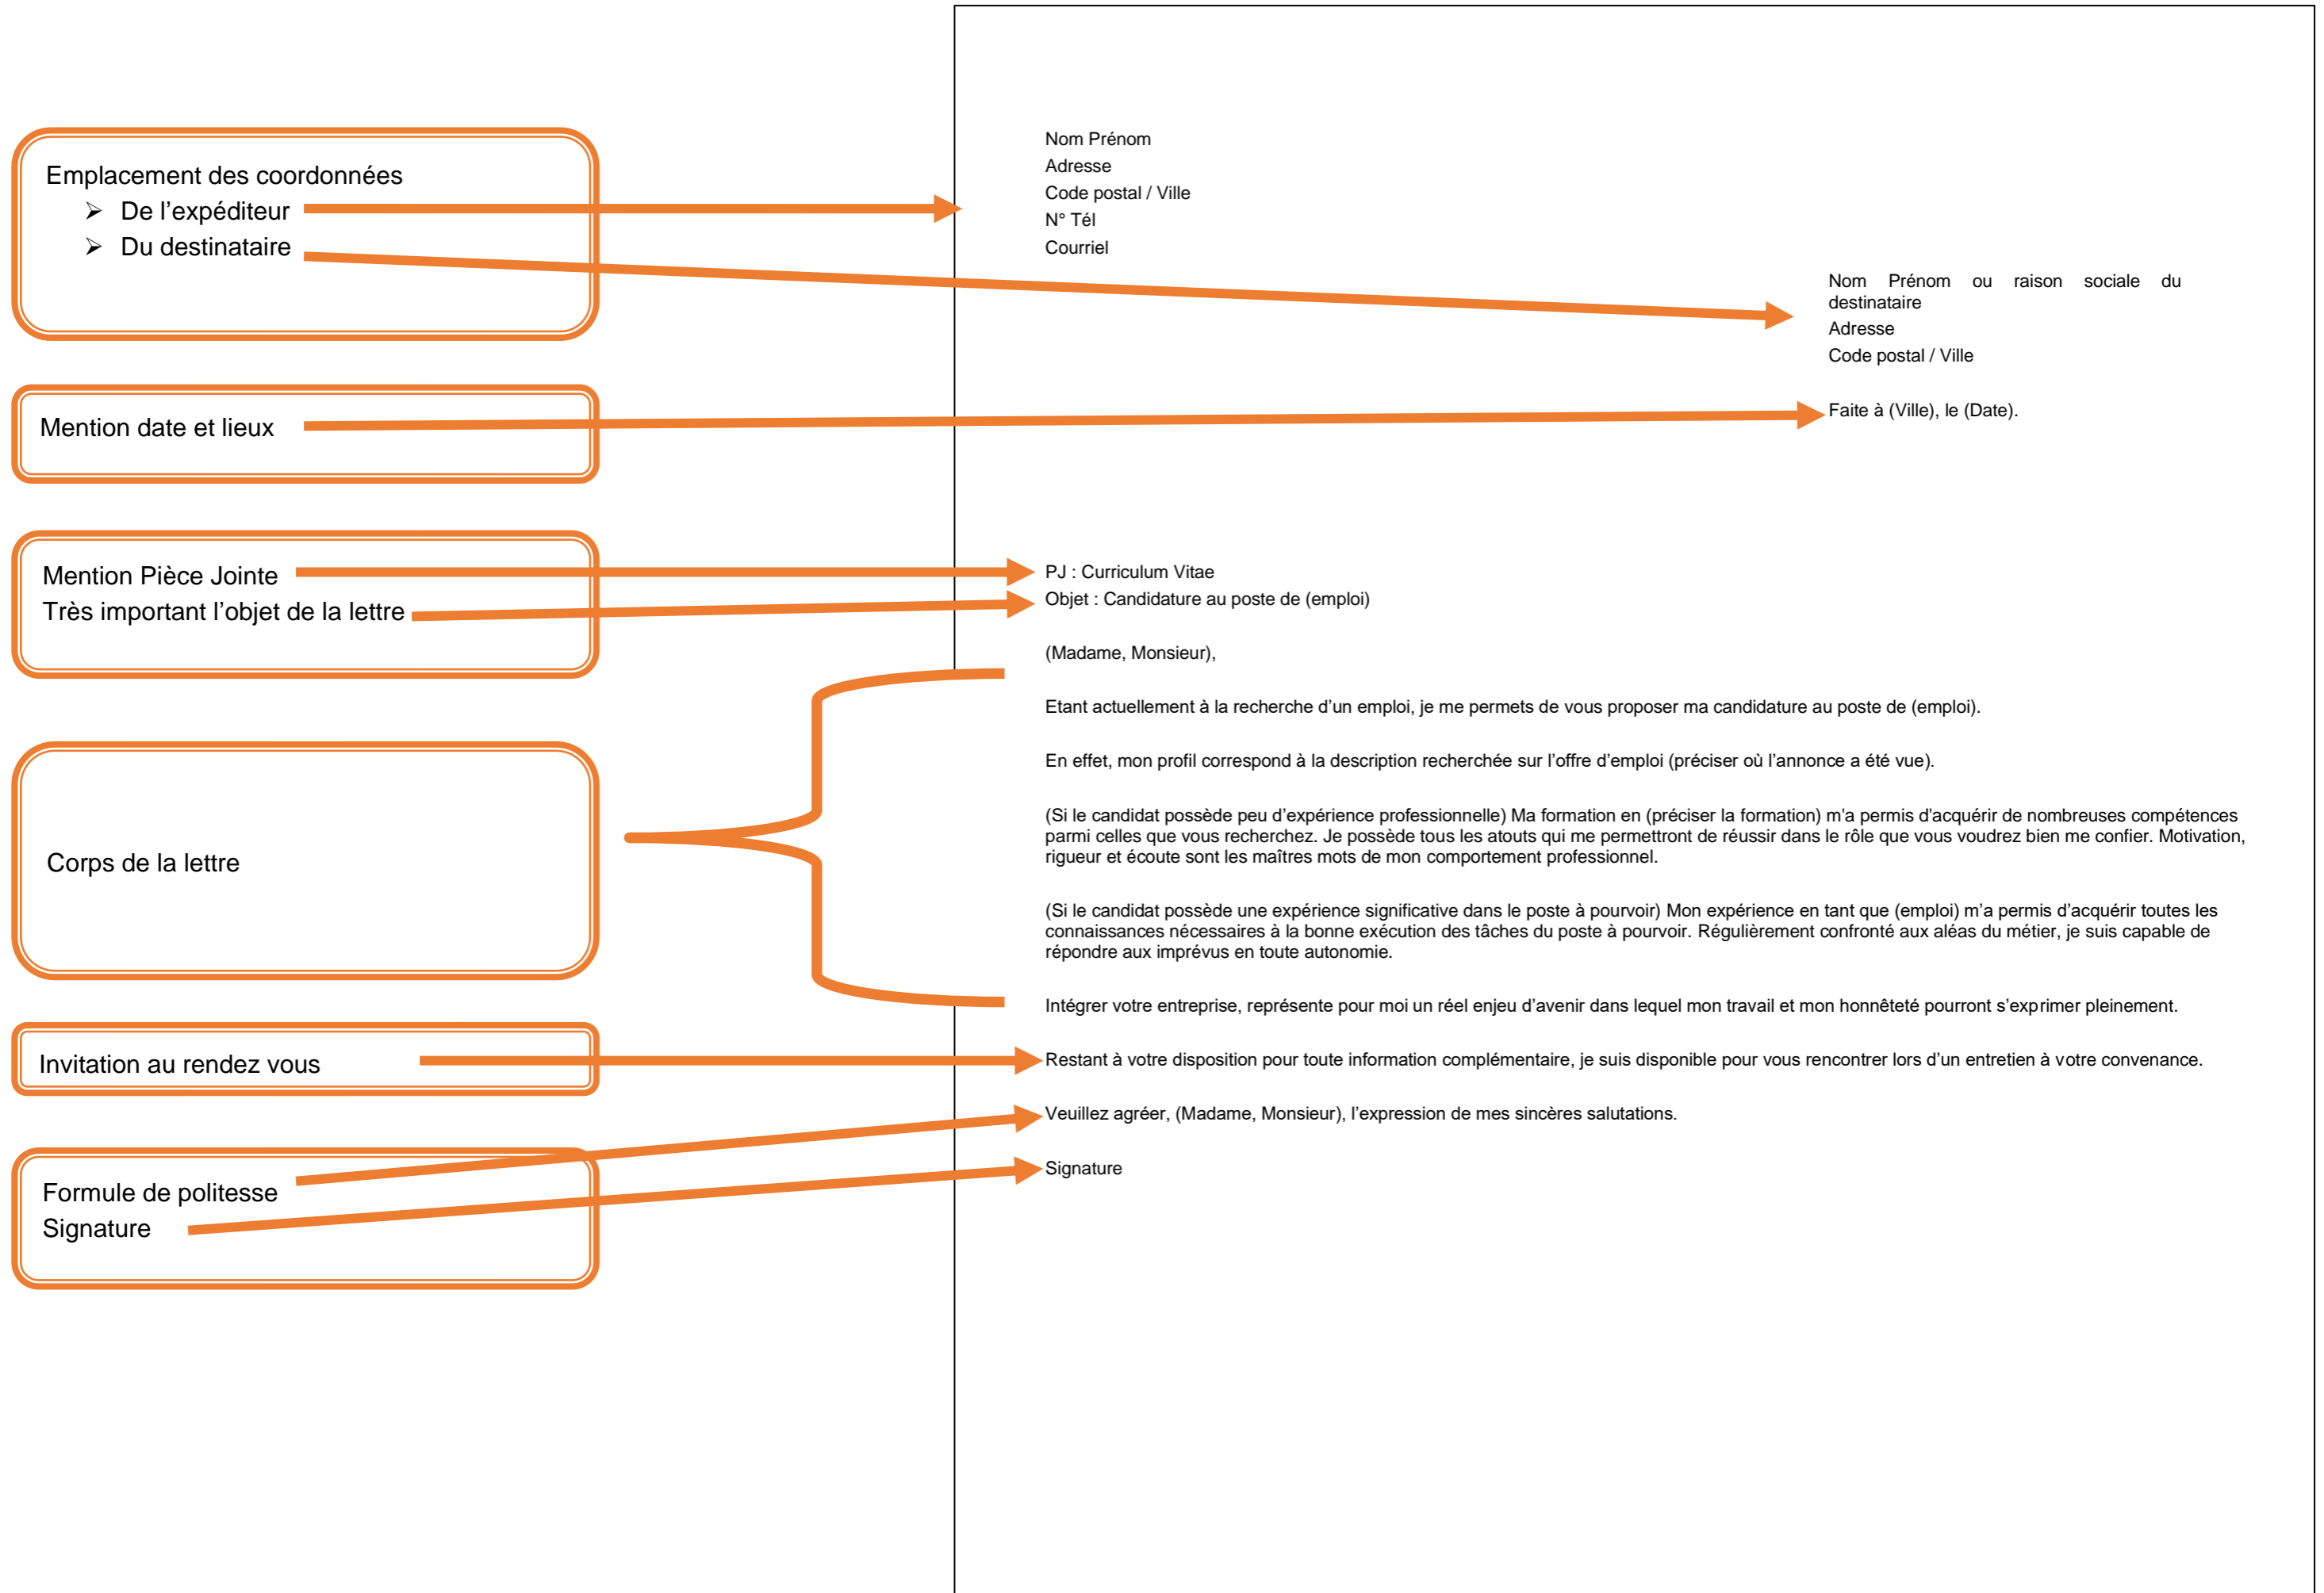 Emplacement des coordonnées
➢ De l’expéditeur
➢ Du destinataire
Mention date et lieux
Mention Pièce Jointe
Très important l’objet de la lettre
Corps de la lettre
Invitation au rendez vous
Formule de politesse
Signature
Nom Prénom
Adresse
Code postal / Ville
N° Tél
Courriel
Nom Prénom ou raison sociale du
destinataire
Adresse
Code postal / Ville
Faite à (Ville), le (Date).
PJ : Curriculum Vitae
Objet : Candidature au poste de (emploi)
(Madame, Monsieur),
Etant actuellement à la recherche d’un emploi, je me permets de vous proposer ma candidature au poste de (emploi).
En effet, mon profil correspond à la description recherchée sur l’offre d’emploi (préciser où l’annonce a été vue).
(Si le candidat possède peu d’expérience professionnelle) Ma formation en (préciser la formation) m'a permis d'acquérir de nombreuses compétences
parmi celles que vous recherchez. Je possède tous les atouts qui me permettront de réussir dans le rôle que vous voudrez bien me confier. Motivation,
rigueur et écoute sont les maîtres mots de mon comportement professionnel.
(Si le candidat possède une expérience significative dans le poste à pourvoir) Mon expérience en tant que (emploi) m’a permis d’acquérir toutes les
connaissances nécessaires à la bonne exécution des tâches du poste à pourvoir. Régulièrement confronté aux aléas du métier, je suis capable de
répondre aux imprévus en toute autonomie.
Intégrer votre entreprise, représente pour moi un réel enjeu d’avenir dans lequel mon travail et mon honnêteté pourront s’exprimer pleinement.
Restant à votre disposition pour toute information complémentaire, je suis disponible pour vous rencontrer lors d’un entretien à votre convenance.
Veuillez agréer, (Madame, Monsieur), l’expression de mes sincères salutations.
Signature